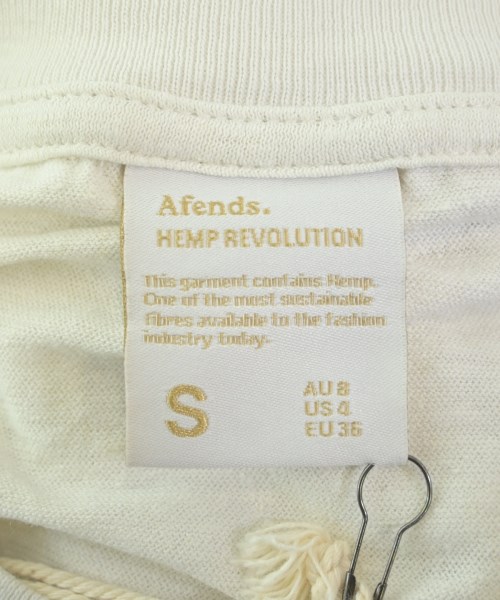 Afends.
HEMP REVOLUTION
This garment contains Hemp.
One of the most sustainable
fibres available to the fashion
industry today.
S
AU 8
US 4
EU 36